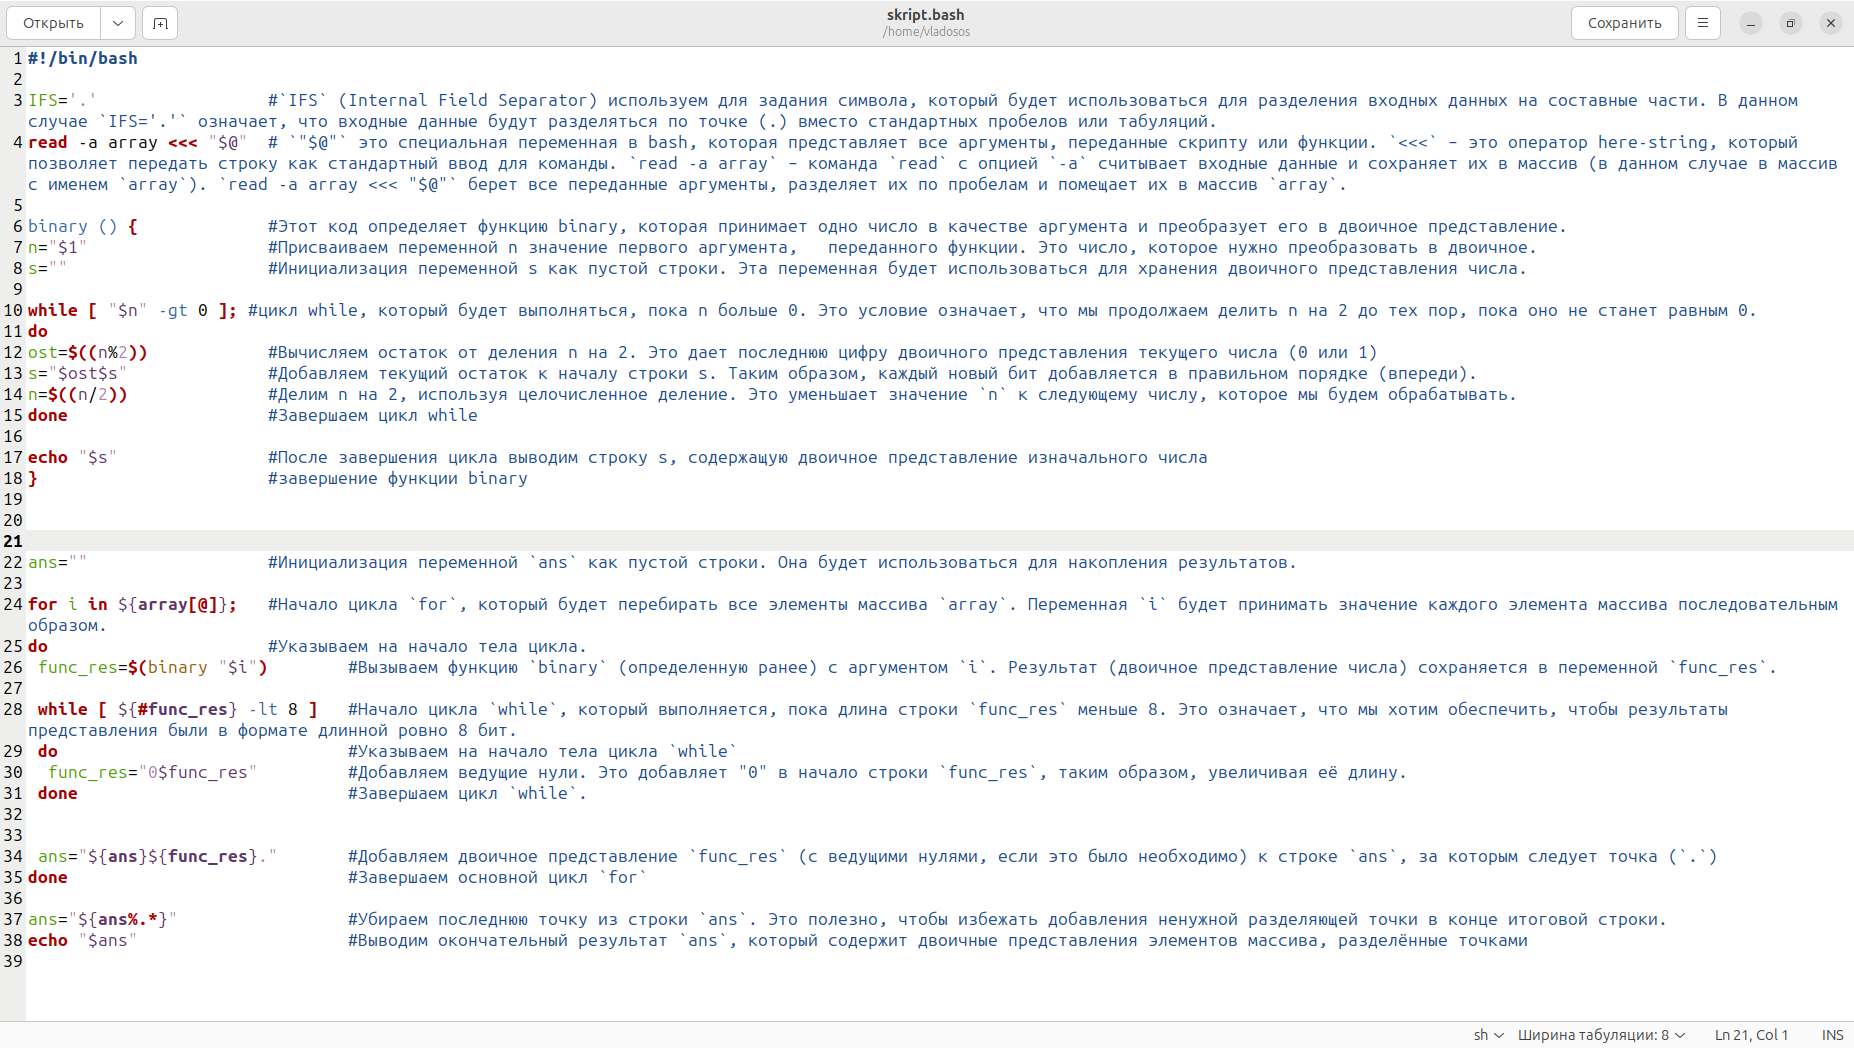 Открыть
skript.bash
/home/vladosos
Сохранить
1 #!/bin/bash
2
3 IFS='.' #`IFS` (Internal Field Separator) используем для задания символа, который будет использоваться для разделения входных данных на составные части. В данном
случае `IFS='.'` означает, что входные данные будут разделяться по точке (.) вместо стандартных пробелов или табуляций.
4 read -a array <<< "$@" # `"$@"` это специальная переменная в bash, которая представляет все аргументы, переданные скрипту или функции. `<<<` – это оператор here-string, который
позволяет передать строку как стандартный ввод для команды. `read -a array` – команда `read` с опцией `-a` считывает входные данные и сохраняет их в массив (в данном случае в массив
с именем `array`). `read -a array <<< "$@"` берет все переданные аргументы, разделяет их по пробелам и помещает их в массив `array`.
5
6 binary () { #Этот код определяет функцию binary, которая принимает одно число в качестве аргумента и преобразует его в двоичное представление.
7 n="$1" #Присваиваем переменной n значение первого аргумента,   переданного функции. Это число, которое нужно преобразовать в двоичное.
8 s="" #Инициализация переменной s как пустой строки. Эта переменная будет использоваться для хранения двоичного представления числа.
9
10 while [ "$n" -gt 0 ]; #цикл while, который будет выполняться, пока n больше 0. Это условие означает, что мы продолжаем делить n на 2 до тех пор, пока оно не станет равным 0.
11 do
12 ost=$((n%2)) #Вычисляем остаток от деления n на 2. Это дает последнюю цифру двоичного представления текущего числа (0 или 1)
13 s="$ost$s" #Добавляем текущий остаток к началу строки s. Таким образом, каждый новый бит добавляется в правильном порядке (впереди).
14 n=$((n/2)) #Делим n на 2, используя целочисленное деление. Это уменьшает значение `n` к следующему числу, которое мы будем обрабатывать.
15 done #Завершаем цикл while
16
17 echo "$s" #После завершения цикла выводим строку s, содержащую двоичное представление изначального числа
18 } #завершение функции binary
19
20
21
22 ans="" #Инициализация переменной `ans` как пустой строки. Она будет использоваться для накопления результатов.
23
24 for i in ${array[@]}; #Начало цикла `for`, который будет перебирать все элементы массива `array`. Переменная `i` будет принимать значение каждого элемента массива последовательным
образом.
25 do #Указываем на начало тела цикла.
26 func_res=$(binary "$i") #Вызываем функцию `binary` (определенную ранее) с аргументом `i`. Результат (двоичное представление числа) сохраняется в переменной `func_res`.
27
28 while [ ${#func_res} -lt 8 ] #Начало цикла `while`, который выполняется, пока длина строки `func_res` меньше 8. Это означает, что мы хотим обеспечить, чтобы результаты
представления были в формате длинной ровно 8 бит.
29 do #Указываем на начало тела цикла `while`
30 func_res="0$func_res" #Добавляем ведущие нули. Это добавляет "0" в начало строки `func_res`, таким образом, увеличивая её длину.
31 done #Завершаем цикл `while`.
32
33
34 ans="${ans}${func_res}." #Добавляем двоичное представление `func_res` (с ведущими нулями, если это было необходимо) к строке `ans`, за которым следует точка (`.`)
35 done #Завершаем основной цикл `for`
36
37 ans="${ans%.*}" #Убираем последнюю точку из строки `ans`. Это полезно, чтобы избежать добавления ненужной разделяющей точки в конце итоговой строки.
38 echo "$ans" #Выводим окончательный результат `ans`, который содержит двоичные представления элементов массива, разделённые точками
39
sh Ширина табуляции: 8 Ln 21, Col 1 INS